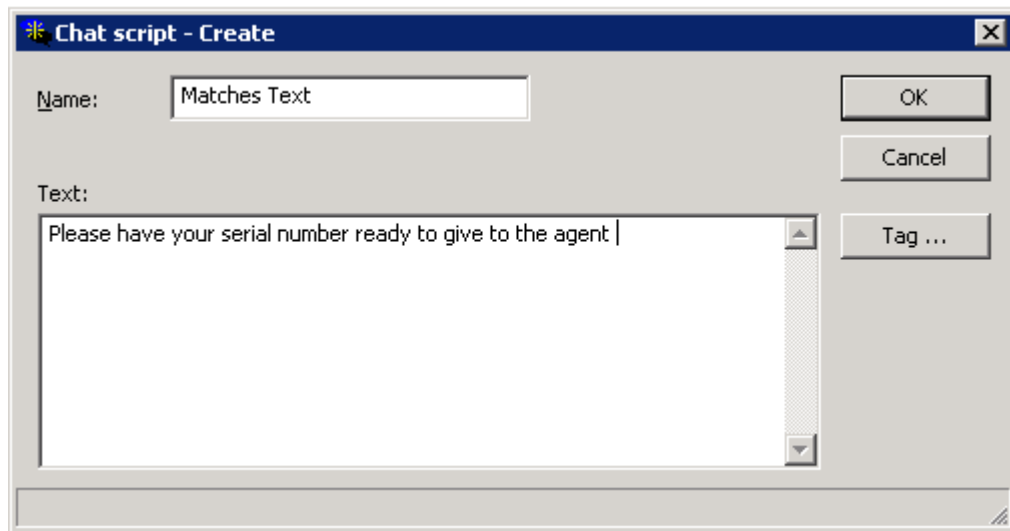 Chat script - Create
Name: Matches Text
OK
Cancel
Text:
Please have your serial number ready to give to the agent
Tag ...